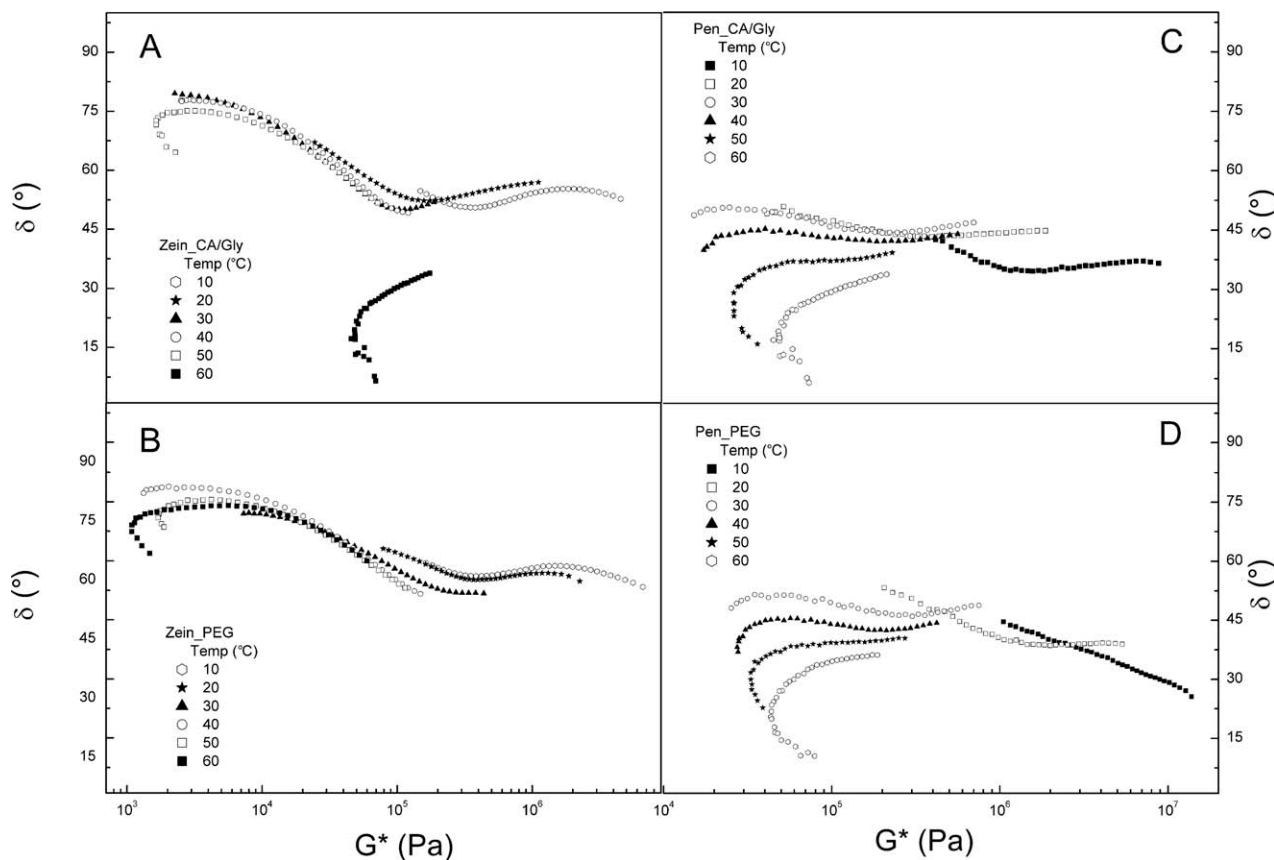 A
90
75
60
45
30
15
δ (°)
Zein_CA/Gly
Temp (°C)
10
20
30
40
50
60
C
Pen_CA/Gly
Temp (°C)
10
20
30
40
50
60
90
75
60
45
30
15
δ (°)
B
90
75
60
45
30
15
δ (°)
Zein_PEG
Temp (°C)
10
20
30
40
50
60
10³ 10⁴ 10⁵ 10⁶
G* (Pa)
D
Pen_PEG
Temp (°C)
10
20
30
40
50
60
90
75
60
45
30
15
δ (°)
10⁴ 10⁵ 10⁶ 10⁷
G* (Pa)